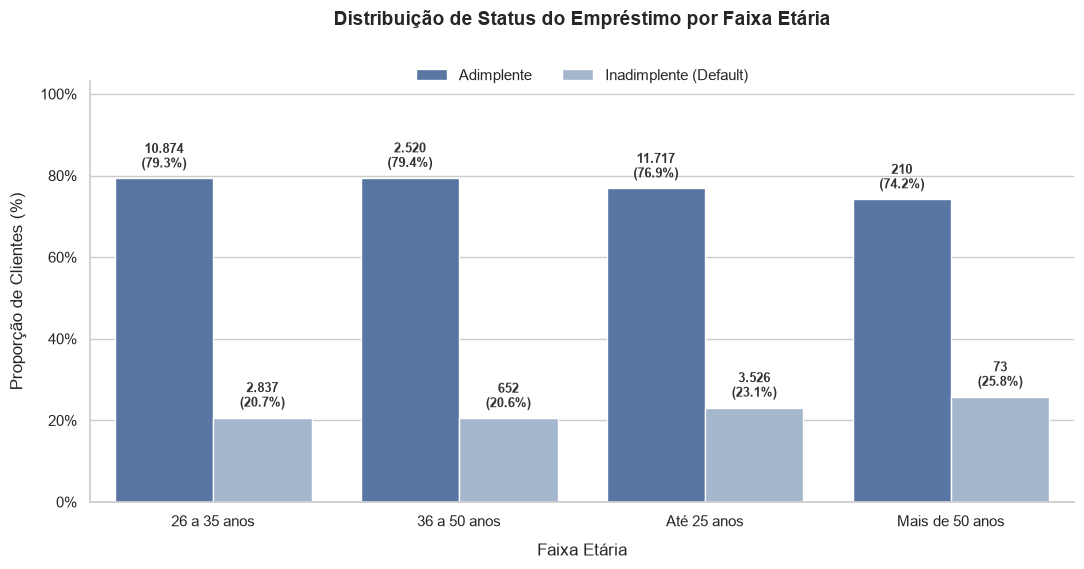 Distribuição de Status do Empréstimo por Faixa Etária
Adimplente
Inadimplente (Default)
Proporção de Clientes (%)
100%
80%
60%
40%
20%
0%
10.874
(79.3%)
2.837
(20.7%)
2.520
(79.4%)
652
(20.6%)
11.717
(76.9%)
3.526
(23.1%)
210
(74.2%)
73
(25.8%)
26 a 35 anos
36 a 50 anos
Até 25 anos
Mais de 50 anos
Faixa Etária